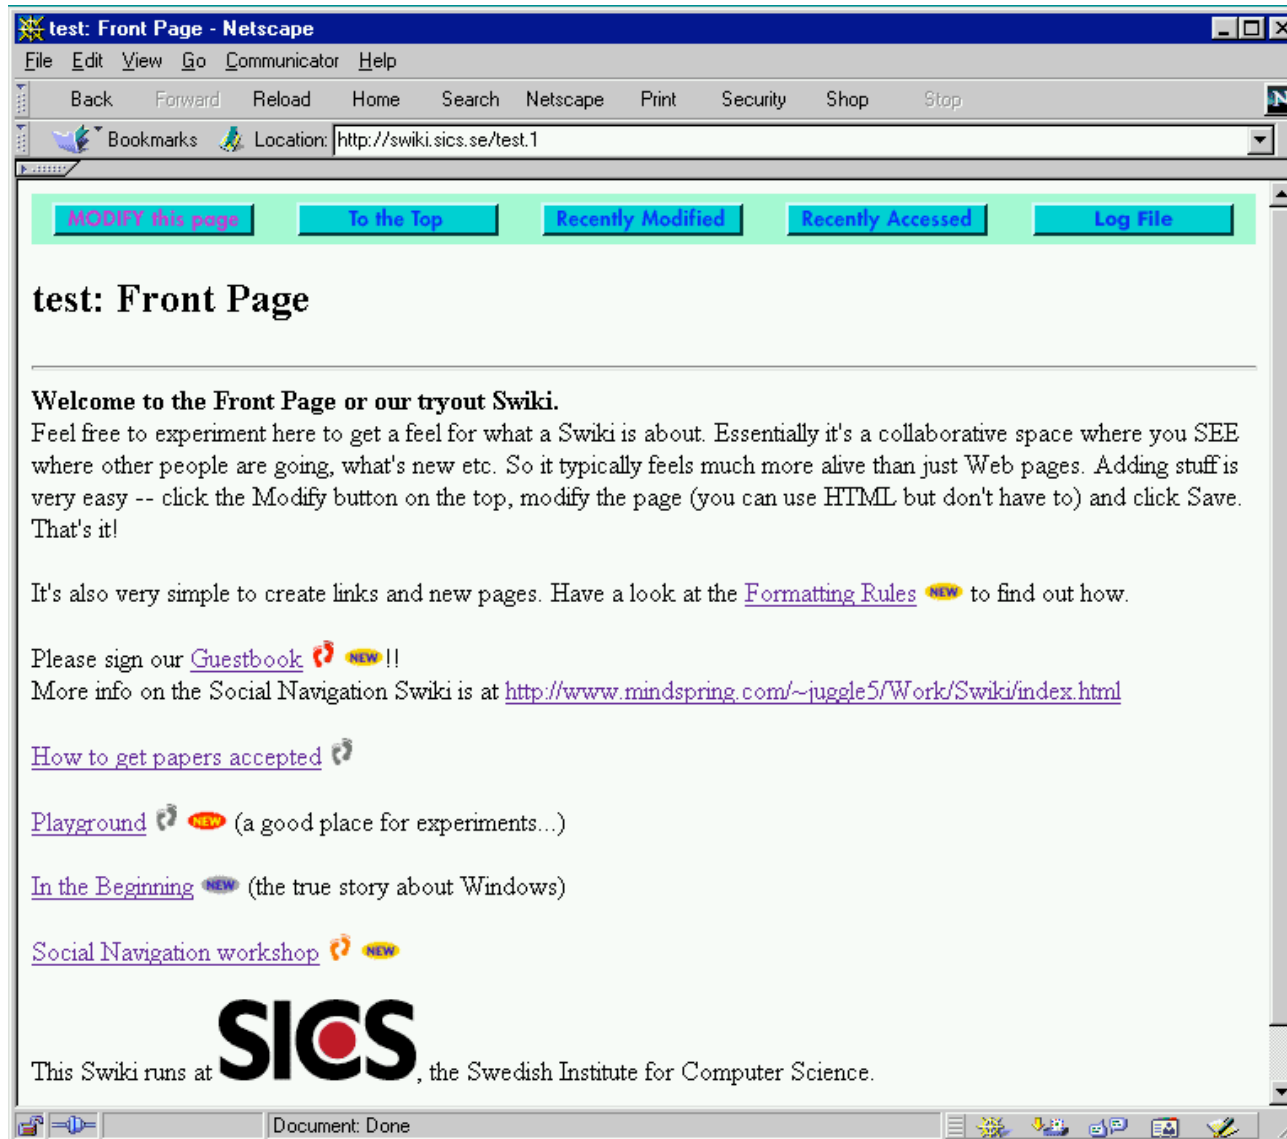 test: Front Page - Netscape
File Edit View Go Communicator Help
Back Forward Reload Home Search Netscape Print Security Shop Stop
N
Bookmarks Location: http://swiki.sics.se/test.1
MODIFY this page To the Top Recently Modified Recently Accessed Log File
test: Front Page
Welcome to the Front Page or our tryout Swiki.
Feel free to experiment here to get a feel for what a Swiki is about. Essentially it's a collaborative space where you SEE
where other people are going, what's new etc. So it typically feels much more alive than just Web pages. Adding stuff is
very easy -- click the Modify button on the top, modify the page (you can use HTML but don't have to) and click Save.
That's it!
It's also very simple to create links and new pages. Have a look at the Formatting Rules NEW to find out how.
Please sign our Guestbook NEW !!
More info on the Social Navigation Swiki is at http://www.mindspring.com/~juggle5/Work/Swiki/index.html
How to get papers accepted
Playground NEW (a good place for experiments...)
In the Beginning NEW (the true story about Windows)
Social Navigation workshop NEW
This Swiki runs at SICS, the Swedish Institute for Computer Science.
Document: Done